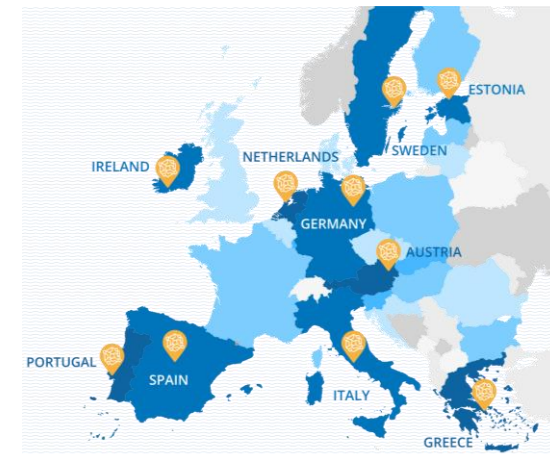 ESTONIA
SWEDEN
NETHERLANDS
IRELAND
GERMANY
AUSTRIA
PORTUGAL
SPAIN
ITALY
GREECE